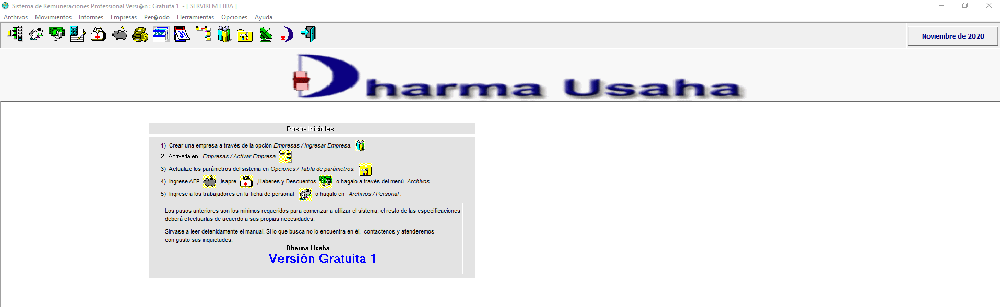 Sistema de Remuneraciones Professional Versi�n : Gratuita 1 - [ SERVIREM LTDA ]
Archivos Movimientos Informes Empresas Per�odo Herramientas Opciones Ayuda
31
Noviembre de 2020
Dharma Usaha
Pasos Iniciales
1) Crear una empresa a través de la opción Empresas / Ingresar Empresa.
2) Activarla en Empresas / Activar Empresa.
3) Actualize los parámetros del sistema en Opciones / Tabla de parámetros.
4) Ingrese AFP ,Isapre ,Haberes y Descuentos o hagalo a través del menú Archivos.
5) Ingrese a los trabajadores en la ficha de personal o hagalo en Archivos / Personal .
Los pasos anteriores son los mínimos requeridos para comenzar a utilizar el sistema, el resto de las especificaciones
deberá efectuarlas de acuerdo a sus propias necesidades.
Sirvase a leer detenidamente el manual. Si lo que busca no lo encuentra en él, contactenos y atenderemos
con gusto sus inquietudes.
Dharma Usaha
Versión Gratuita 1